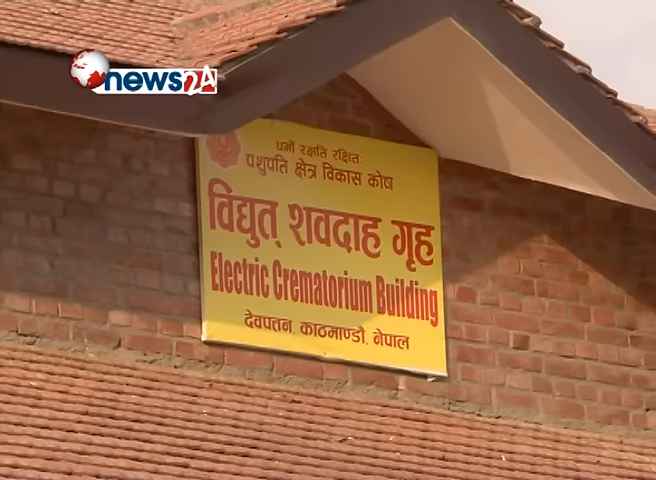 news24
धर्मो रक्षति रक्षितः
पशुपति क्षेत्र विकास कोष
विद्युत् शवदाह गृह
Electric Crematorium Building
देवपत्तन, काठमाण्डौ, नेपाल